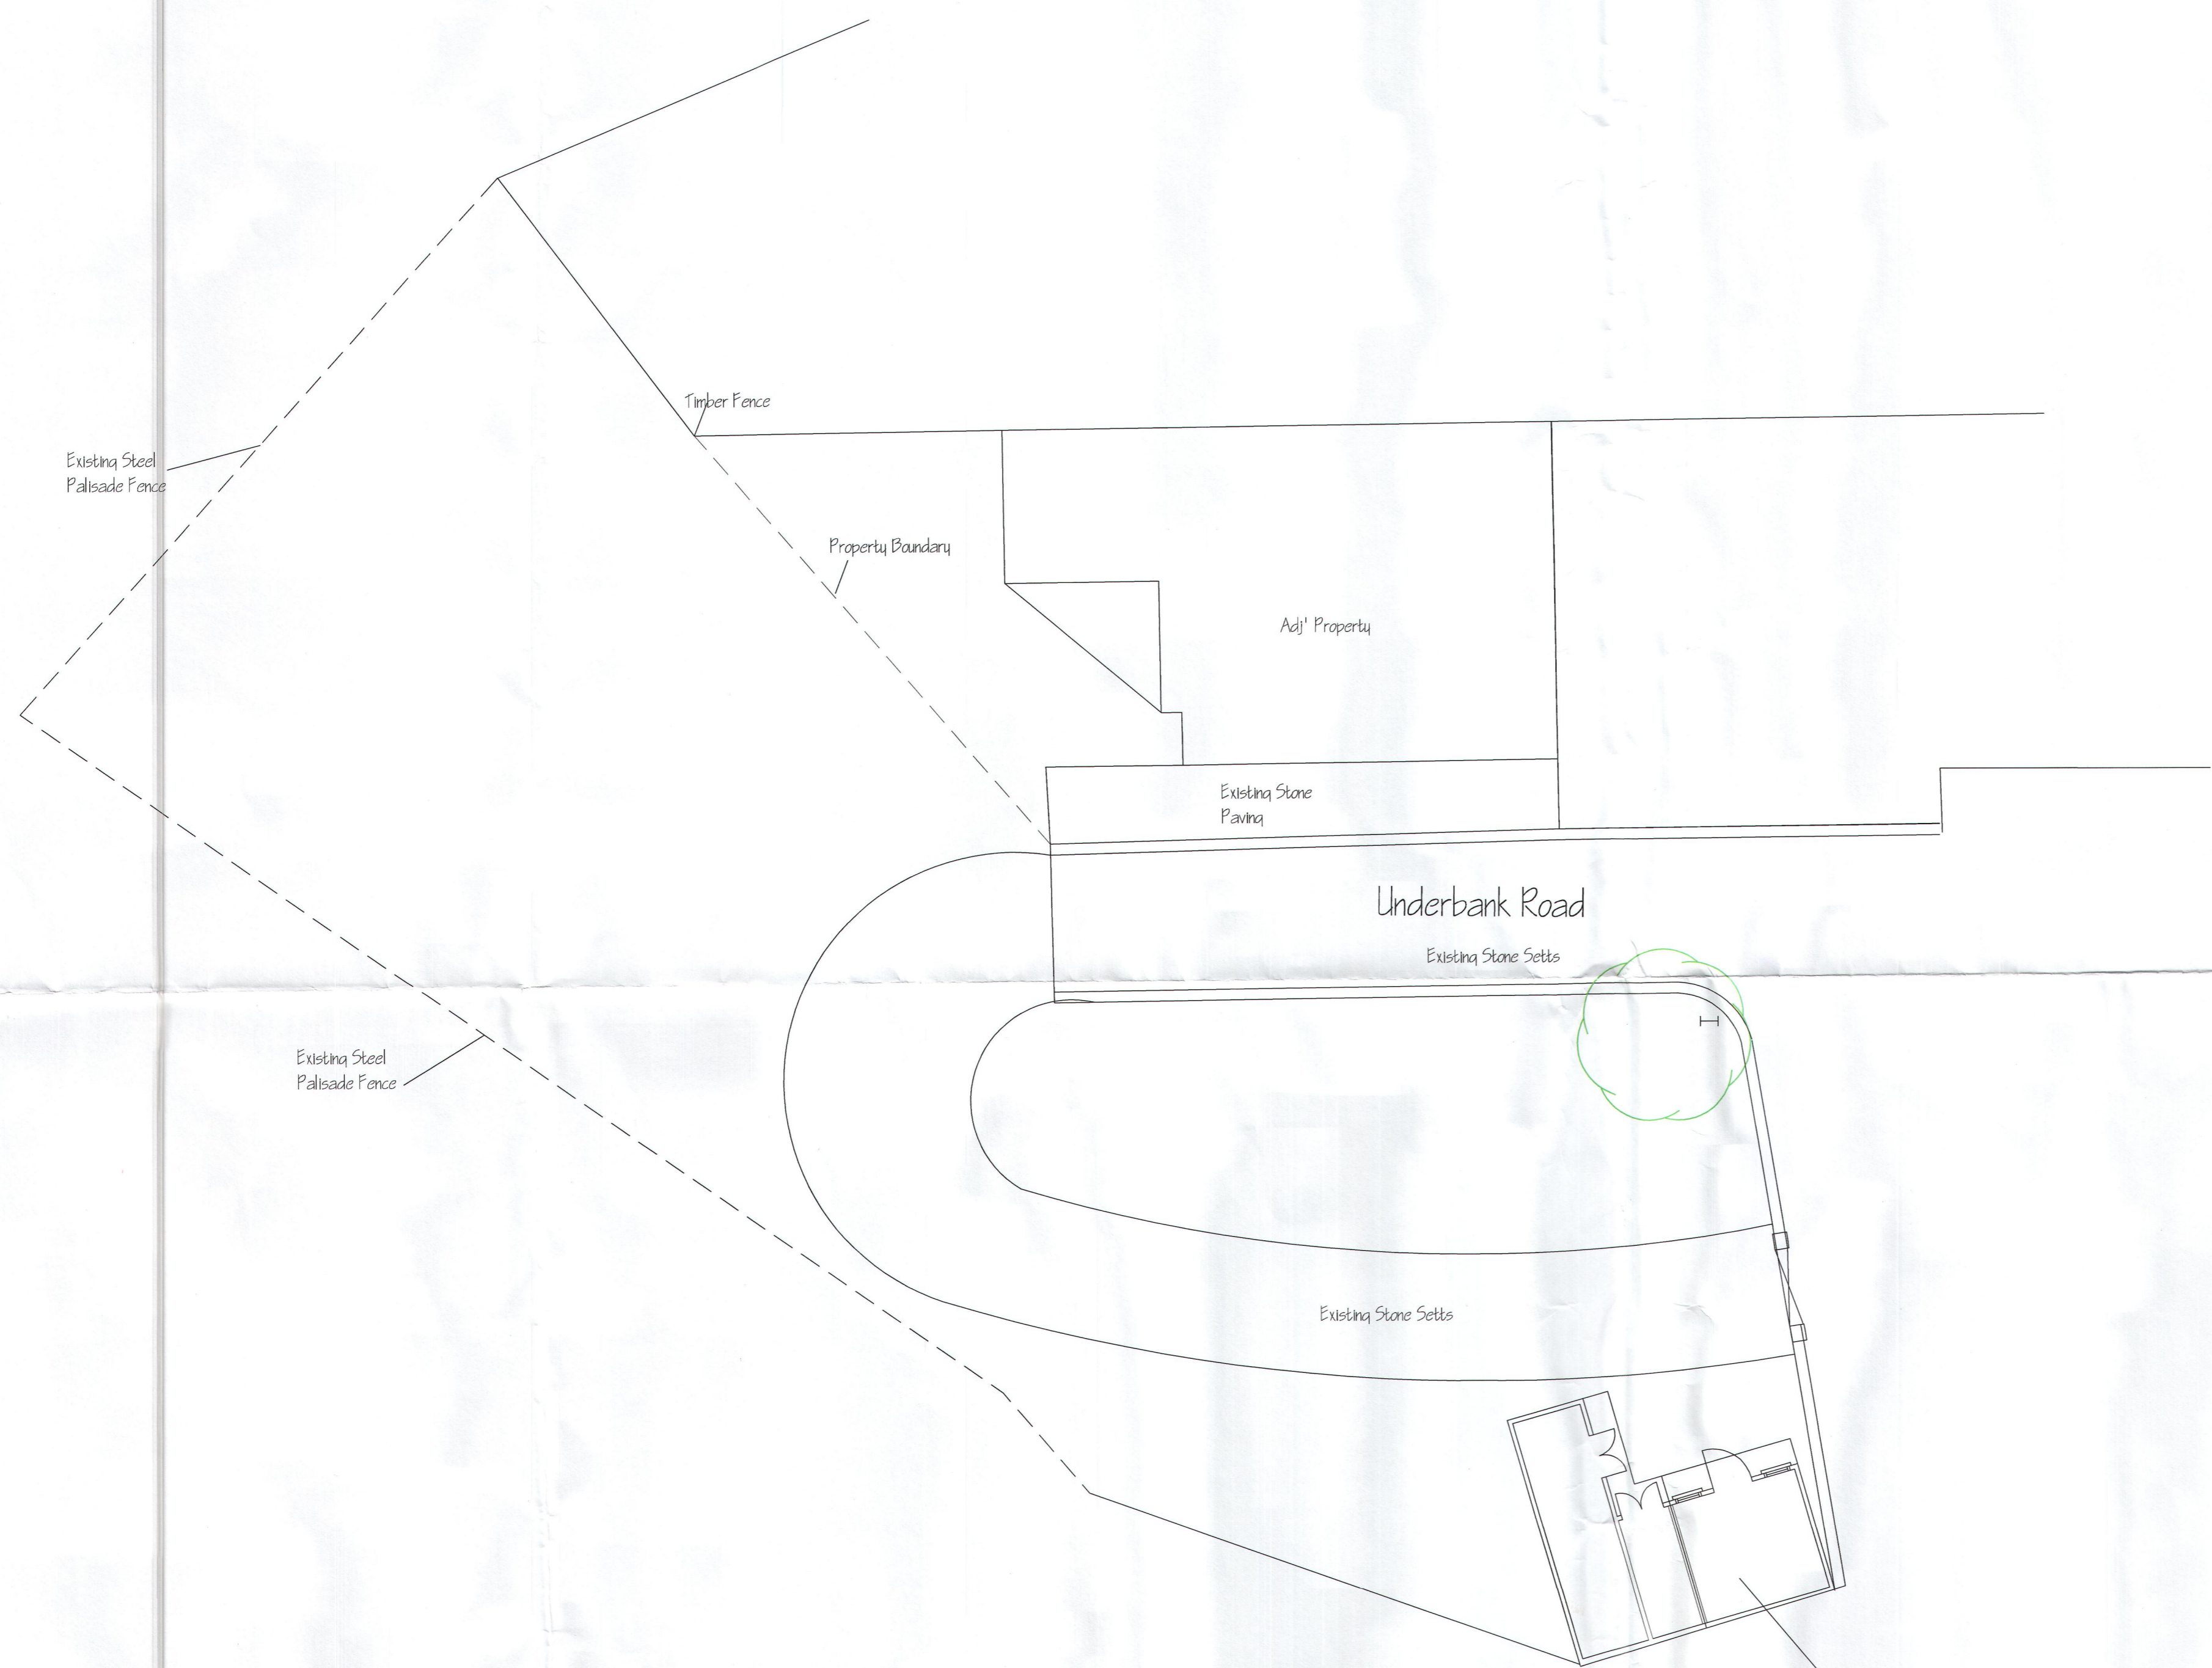 Timber Fence
Existing Steel
Palisade Fence
Property Boundary
Adj' Property
Existing Stone
Paving
Underbank Road
Existing Stone Setts
Existing Steel
Palisade Fence
Existing Stone Setts